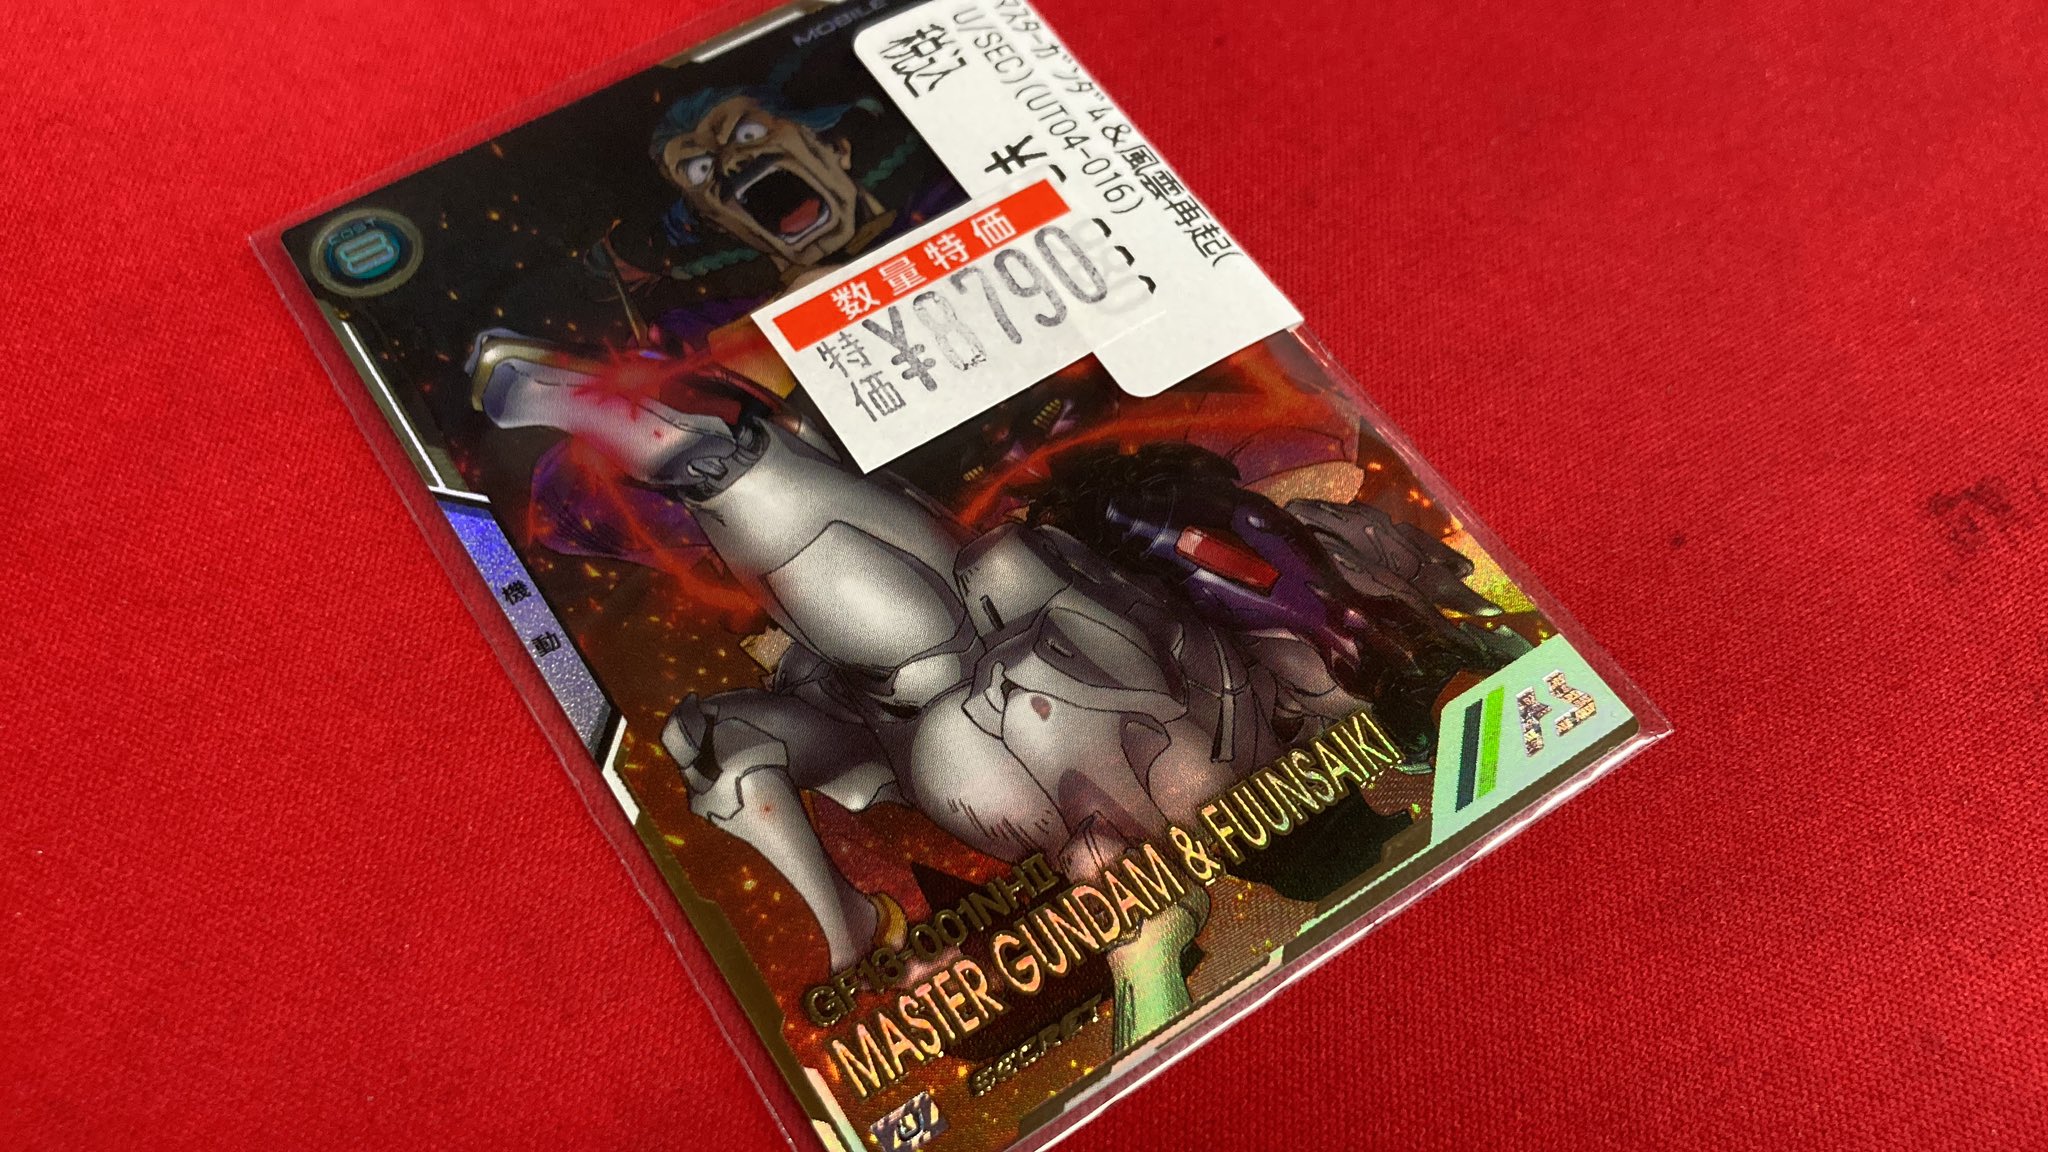 MOBILE
COST
8
税込
マスターガンダム&風雲再起(
U/SEC)(UT04-016)
数量特価
特価
¥8790
機動
AS
GF13-001NHⅡ
MASTER GUNDAM & FUUNSAIKI
SECRET